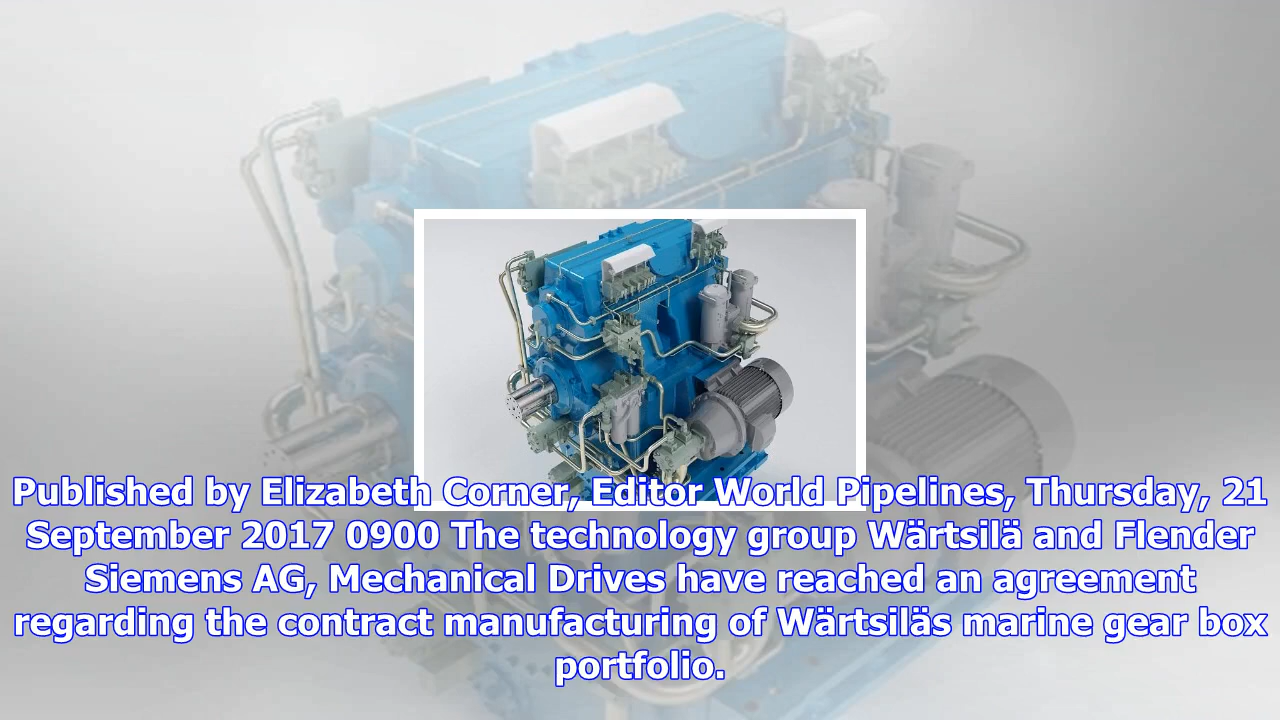 Published by Elizabeth Corner, Editor World Pipelines, Thursday, 21
September 2017 0900 The technology group Wärtsilä and Flender
Siemens AG, Mechanical Drives have reached an agreement
regarding the contract manufacturing of Wärtsiläs marine gear box
portfolio.